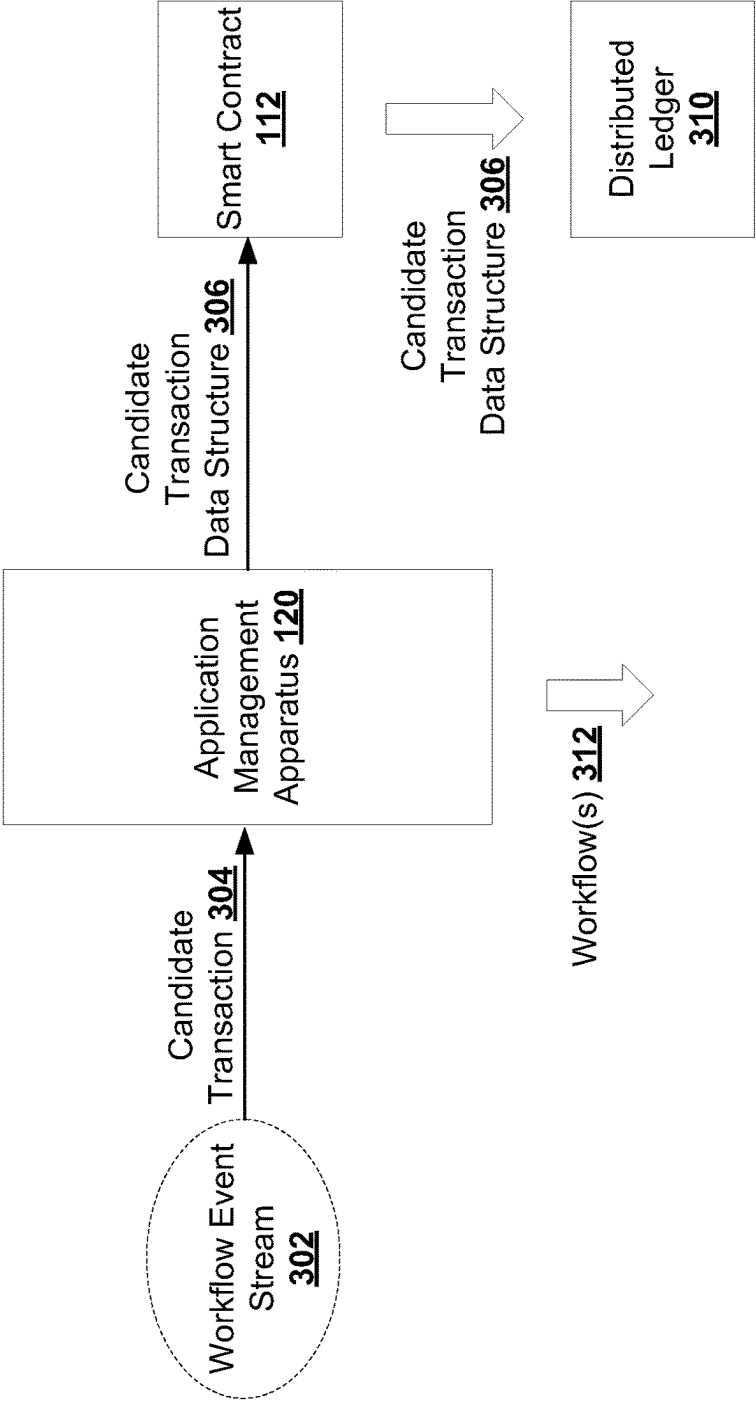 Workflow Event
Stream
302
Candidate
Transaction 304
Application
Management
Apparatus 120
Candidate
Transaction
Data Structure 306
Smart Contract
112
Workflow(s) 312
Candidate
Transaction
Data Structure 306
Distributed
Ledger
310